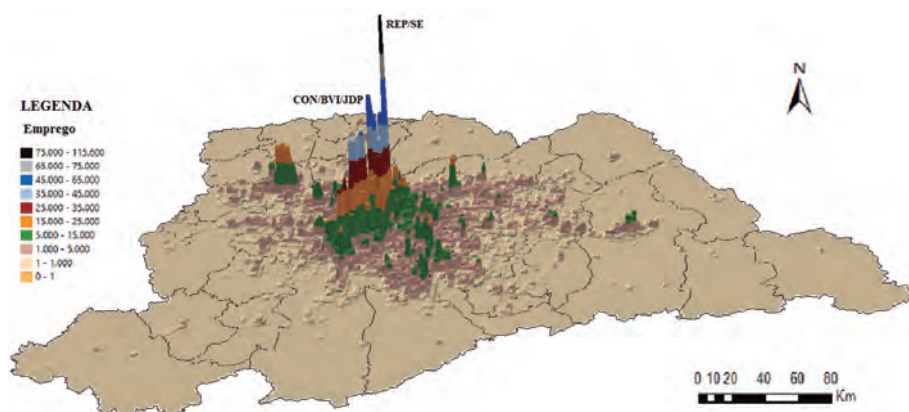 REP/SE
CON/BVI/JDP
N
LEGENDA
Emprego
75.000 - 115.600
65.000 - 75.000
45.000 - 65.000
35.000 - 45.000
25.000 - 35.000
15.000 - 25.000
5.000 - 15.000
1.000 - 5.000
1 - 1.000
0 - 1
0 10 20 40 60 80
Km